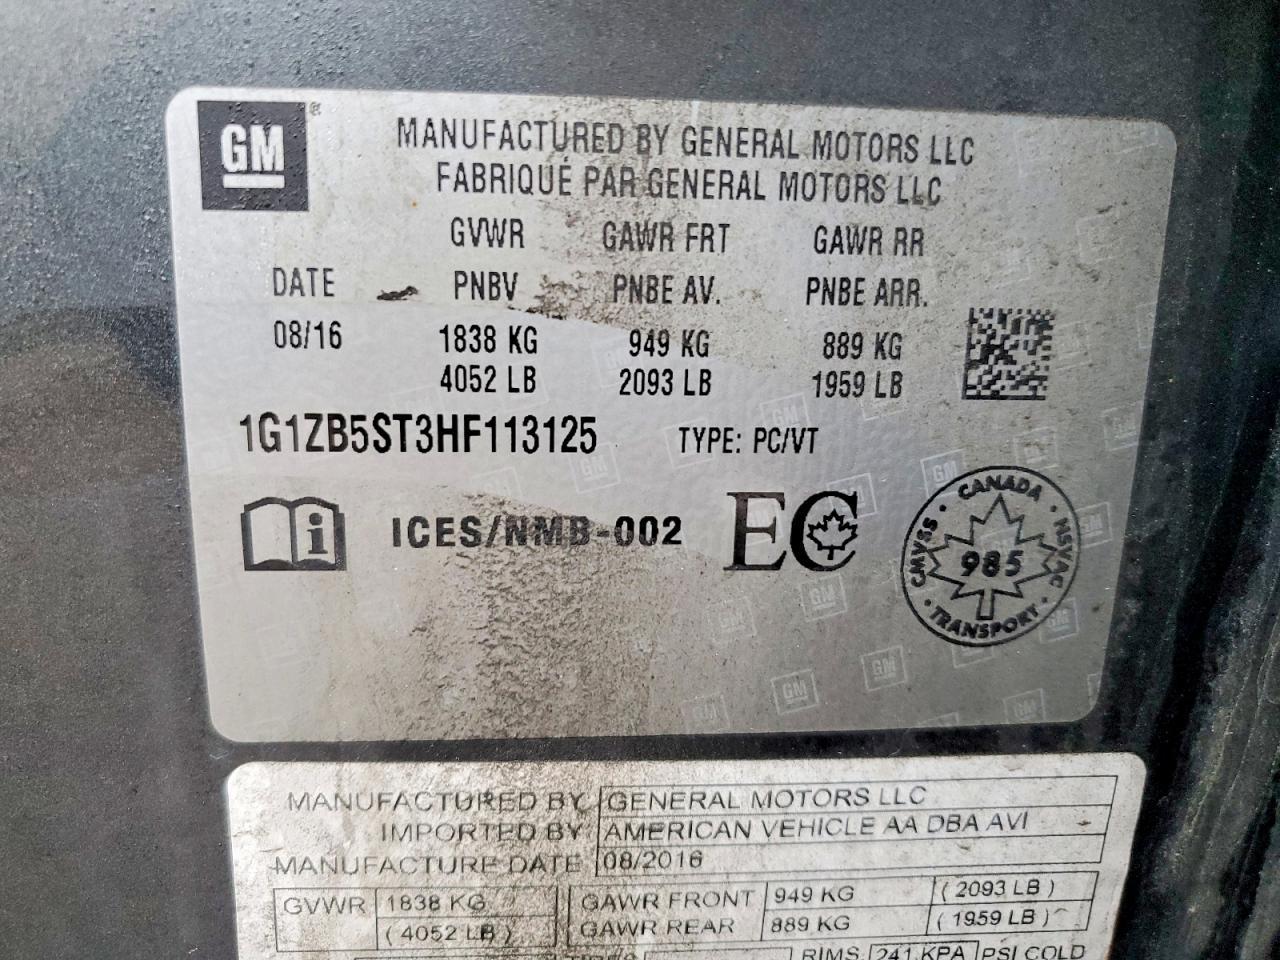 GM ®
MANUFACTURED BY GENERAL MOTORS LLC
FABRIQUÉ PAR GENERAL MOTORS LLC
GVWR GAWR FRT GAWR RR
DATE PNBV PNBE AV. PNBE ARR.
08/16 1838 KG 949 KG 889 KG
4052 LB 2093 LB 1959 LB
1G1ZB5ST3HF113125 TYPE: PC/VT
i ICES/NMB-002 EC
CANADA
CMVSS · 985 · NSVAC
TRANSPORT
MANUFACTURED BY GENERAL MOTORS LLC
IMPORTED BY AMERICAN VEHICLE AA DBA AVI
MANUFACTURE DATE 08/2016
GVWR 1838 KG GAWR FRONT 949 KG ( 2093 LB )
( 4052 LB ) GAWR REAR 889 KG ( 1959 LB )
RIMS 241 KPA PSI COLD